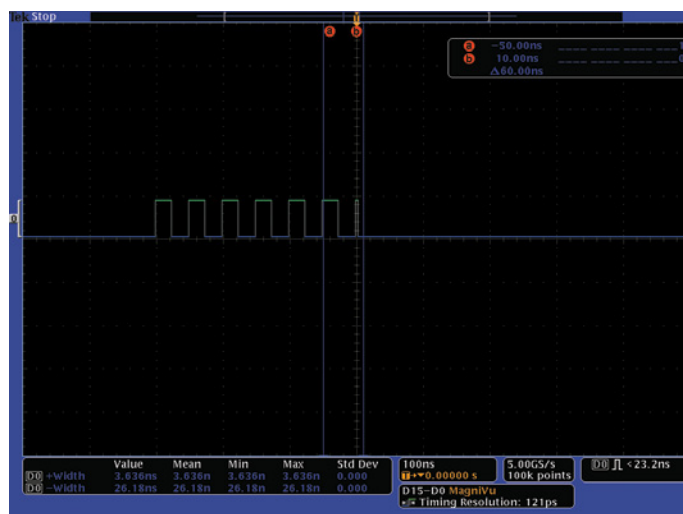 Tek Stop
a b
a -50.00ns
b 10.00ns
△60.00ns
Value Mean Min Max Std Dev
D0 +Width 3.636ns 3.636n 3.636n 3.636n 0.000
D0 -Width 26.18ns 26.18n 26.18n 26.18n 0.000
100ns
T→▼0.00000 s
5.00GS/s
100k points
D0 < 23.2ns
D15-D0 MagniVu
Timing Resolution: 121ps